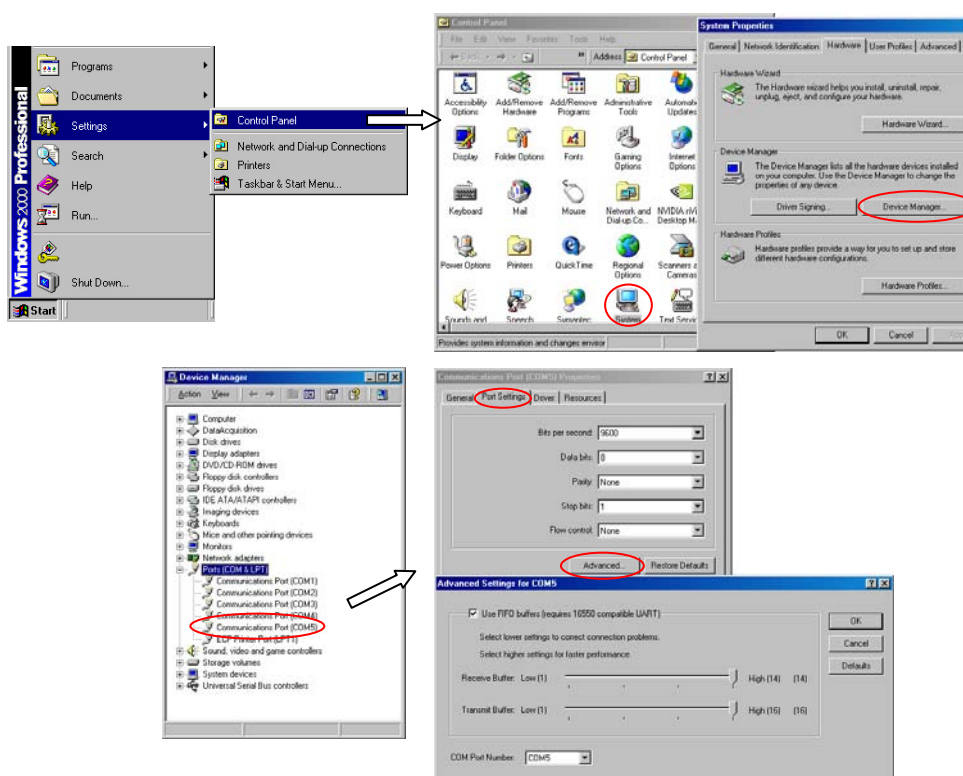 Windows 2000 Professional
Programs
Documents
Settings
Search
Help
Run...
Shut Down...
Start
Control Panel
Network and Dial-up Connections
Printers
Taskbar & Start Menu...
Control Panel
File Edit View Favorites Tools Help
Address Control Panel
Accessibility Options
Add/Remove Hardware
Add/Remove Programs
Administrative Tools
Automatic Updates
Display
Folder Options
Fonts
Gaming Options
Internet Options
Keyboard
Mail
Mouse
Network and Dial-up Co...
NVIDIA
Desktop M
Power Options
Printers
QuickTime
Regional Options
Scanners
Cameras
Sounds and
Speech
Symantec
System
Text Servic
Provides system information and changes
System Properties
General Network Identification Hardware User Profiles Advanced
Hardware Wizard
The Hardware wizard helps you install, uninstall, repair,
unplug, eject, and configure your hardware.
Hardware Wizard...
Device Manager
The Device Manager lists all the hardware devices installed
on your computer. Use the Device Manager to change the
properties of any device.
Driver Signing...
Device Manager...
Hardware Profiles
Hardware profiles provide a way for you to set up and store
different hardware configurations.
Hardware Profiles...
OK Cancel
Device Manager
Action View
Computer
DataAcquisition
Disk drives
Display adapters
DVD/CD-ROM drives
Floppy disk controllers
Floppy disk drives
IDE ATA/ATAPI controllers
Imaging devices
Keyboards
Mice and other pointing devices
Monitors
Network adapters
Ports (COM & LPT)
Communications Port (COM1)
Communications Port (COM2)
Communications Port (COM3)
Communications Port (COM4)
Communications Port (COM5)
ECP Printer Port (LPT1)
Sound, video and game controllers
Storage volumes
System devices
Universal Serial Bus controllers
Communications Port (COM5) Properties
General Port Settings Driver Resources
Bits per second: 9600
Data bits: 8
Parity: None
Stop bits: 1
Flow control: None
Advanced... Restore Defaults
Advanced Settings for COM5
Use FIFO buffers (requires 16550 compatible UART)
Select lower settings to correct connection problems.
Select higher settings for faster performance.
Receive Buffer: Low (1) High (14) (14)
Transmit Buffer: Low (1) High (16) (16)
COM Port Number: COM5
OK
Cancel
Defaults